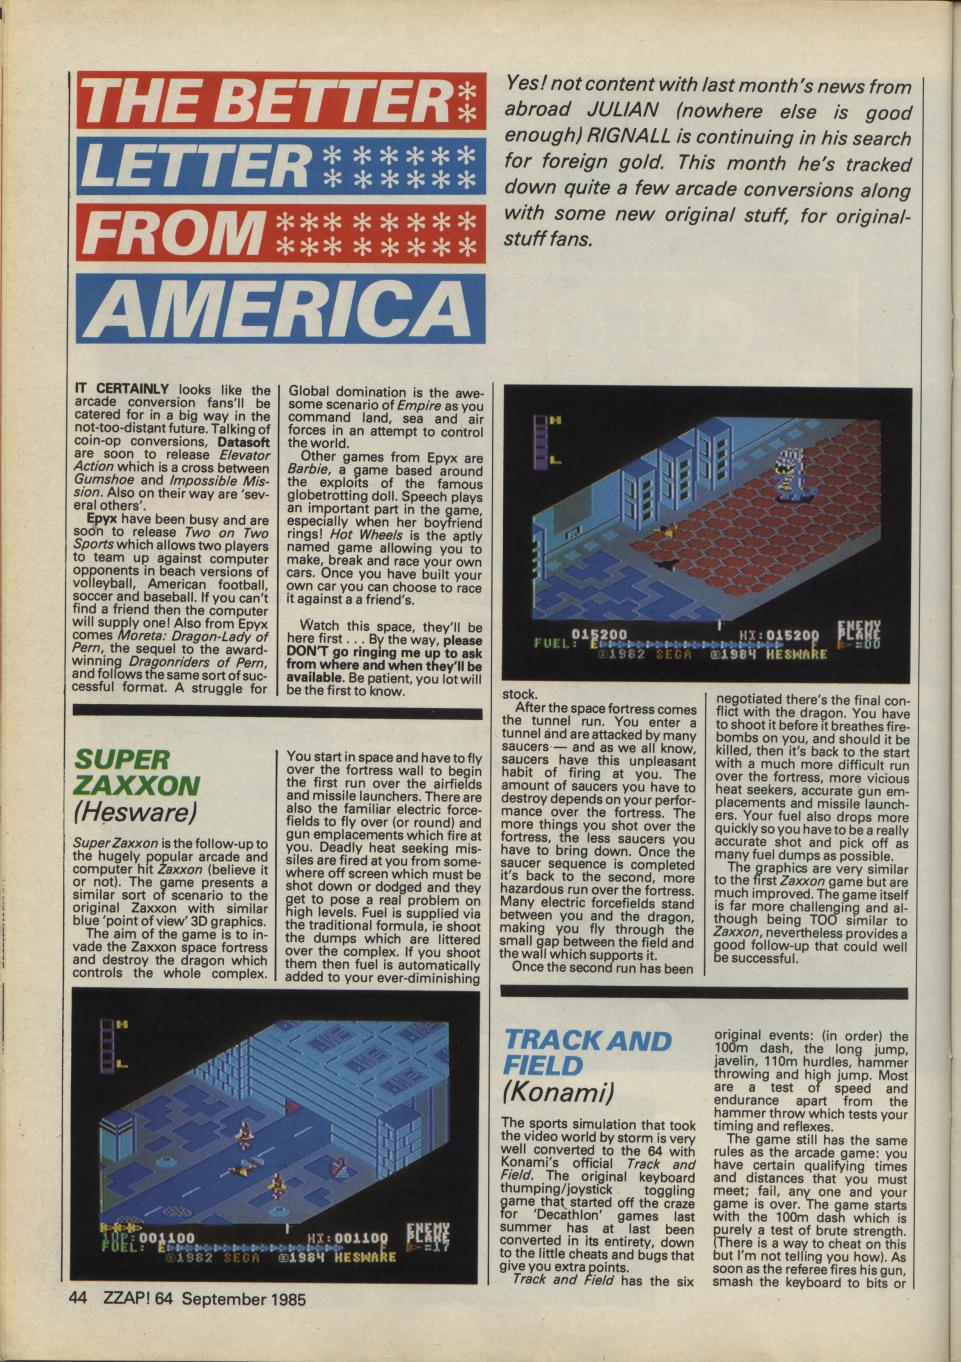 THE BETTER
LETTER
FROM
AMERICA
Yes! not content with last month's news from
abroad JULIAN (nowhere else is good
enough) RIGNALL is continuing in his search
for foreign gold. This month he's tracked
down quite a few arcade conversions along
with some new original stuff, for original-
stuff fans.
IT CERTAINLY looks like the
arcade conversion fans'll be
catered for in a big way in the
not-too-distant future. Talking of
coin-op conversions, Datasoft
are soon to release Elevator
Action which is a cross between
Gumshoe and Impossible Mis-
sion. Also on their way are 'sev-
eral others'.
Epyx have been busy and are
soon to release Two on Two
Sports which allows two players
to team up against computer
opponents in beach versions of
volleyball, American football,
soccer and baseball. If you can't
find a friend then the computer
will supply one! Also from Epyx
comes Moreta: Dragon-Lady of
Pern, the sequel to the award-
winning Dragonriders of Pern,
and follows the same sort of suc-
cessful format. A struggle for
Global domination is the awe-
some scenario of Empire as you
command land, sea and air
forces in an attempt to control
the world.
Other games from Epyx are
Barbie, a game based around
the exploits of the famous
globetrotting doll. Speech plays
an important part in the game,
especially when her boyfriend
rings! Hot Wheels is the aptly
named game allowing you to
make, break and race your own
cars. Once you have built your
own car you can choose to race
it against a a friend's.
Watch this space, they'll be
here first . . . By the way, please
DON'T go ringing me up to ask
from where and when they'll be
available. Be patient, you lot will
be the first to know.
H
L
015200 HI:015200
ENEMY
PLANE
=00
FUEL: E F
©1982 SEGA ©1984 HESWARE
SUPER
ZAXXON
(Hesware)
Super Zaxxon is the follow-up to
the hugely popular arcade and
computer hit Zaxxon (believe it
or not). The game presents a
similar sort of scenario to the
original Zaxxon with similar
blue 'point of view' 3D graphics.
The aim of the game is to in-
vade the Zaxxon space fortress
and destroy the dragon which
controls the whole complex.
You start in space and have to fly
over the fortress wall to begin
the first run over the airfields
and missile launchers. There are
also the familiar electric force-
fields to fly over (or round) and
gun emplacements which fire at
you. Deadly heat seeking mis-
siles are fired at you from some-
where off screen which must be
shot down or dodged and they
get to pose a real problem on
high levels. Fuel is supplied via
the traditional formula, ie shoot
the dumps which are littered
over the complex. If you shoot
them then fuel is automatically
added to your ever-diminishing
stock.
After the space fortress comes
the tunnel run. You enter a
tunnel and are attacked by many
saucers — and as we all know,
saucers have this unpleasant
habit of firing at you. The
amount of saucers you have to
destroy depends on your perfor-
mance over the fortress. The
more things you shot over the
fortress, the less saucers you
have to bring down. Once the
saucer sequence is completed
it's back to the second, more
hazardous run over the fortress.
Many electric forcefields stand
between you and the dragon,
making you fly through the
small gap between the field and
the wall which supports it.
Once the second run has been
negotiated there's the final con-
flict with the dragon. You have
to shoot it before it breathes fire-
bombs on you, and should it be
killed, then it's back to the start
with a much more difficult run
over the fortress, more vicious
heat seekers, accurate gun em-
placements and missile launch-
ers. Your fuel also drops more
quickly so you have to be a really
accurate shot and pick off as
many fuel dumps as possible.
The graphics are very similar
to the first Zaxxon game but are
much improved. The game itself
is far more challenging and al-
though being TOO similar to
Zaxxon, nevertheless provides a
good follow-up that could well
be successful.
H
L
1UP:001100 HI:001100
ENEMY
PLANE
=17
FUEL: E F
©1982 SEGA ©1984 HESWARE
TRACK AND
FIELD
(Konami)
The sports simulation that took
the video world by storm is very
well converted to the 64 with
Konami's official Track and
Field. The original keyboard
thumping/joystick toggling
game that started off the craze
for 'Decathlon' games last
summer has at last been
converted in its entirety, down
to the little cheats and bugs that
give you extra points.
Track and Field has the six
original events: (in order) the
100m dash, the long jump,
javelin, 110m hurdles, hammer
throwing and high jump. Most
are a test of speed and
endurance apart from the
hammer throw which tests your
timing and reflexes.
The game still has the same
rules as the arcade game: you
have certain qualifying times
and distances that you must
meet; fail, any one and your
game is over. The game starts
with the 100m dash which is
purely a test of brute strength.
(There is a way to cheat on this
but I'm not telling you how). As
soon as the referee fires his gun,
smash the keyboard to bits or
44 ZZAP! 64 September 1985